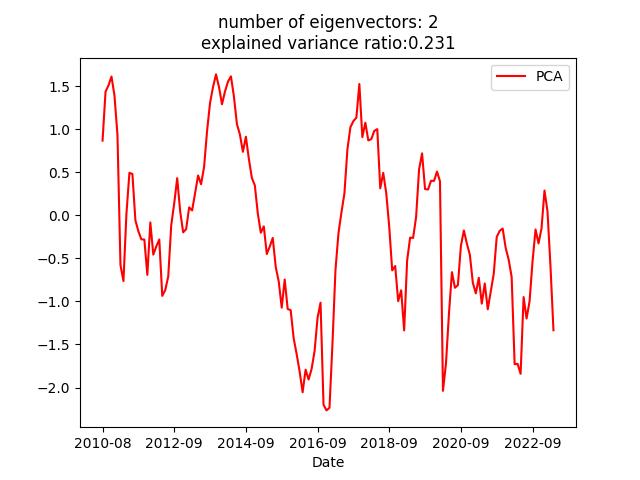 number of eigenvectors: 2
explained variance ratio:0.231
PCA
1.5
1.0
0.5
0.0
−0.5
−1.0
−1.5
−2.0
2010-08 2012-09 2014-09 2016-09 2018-09 2020-09 2022-09
Date